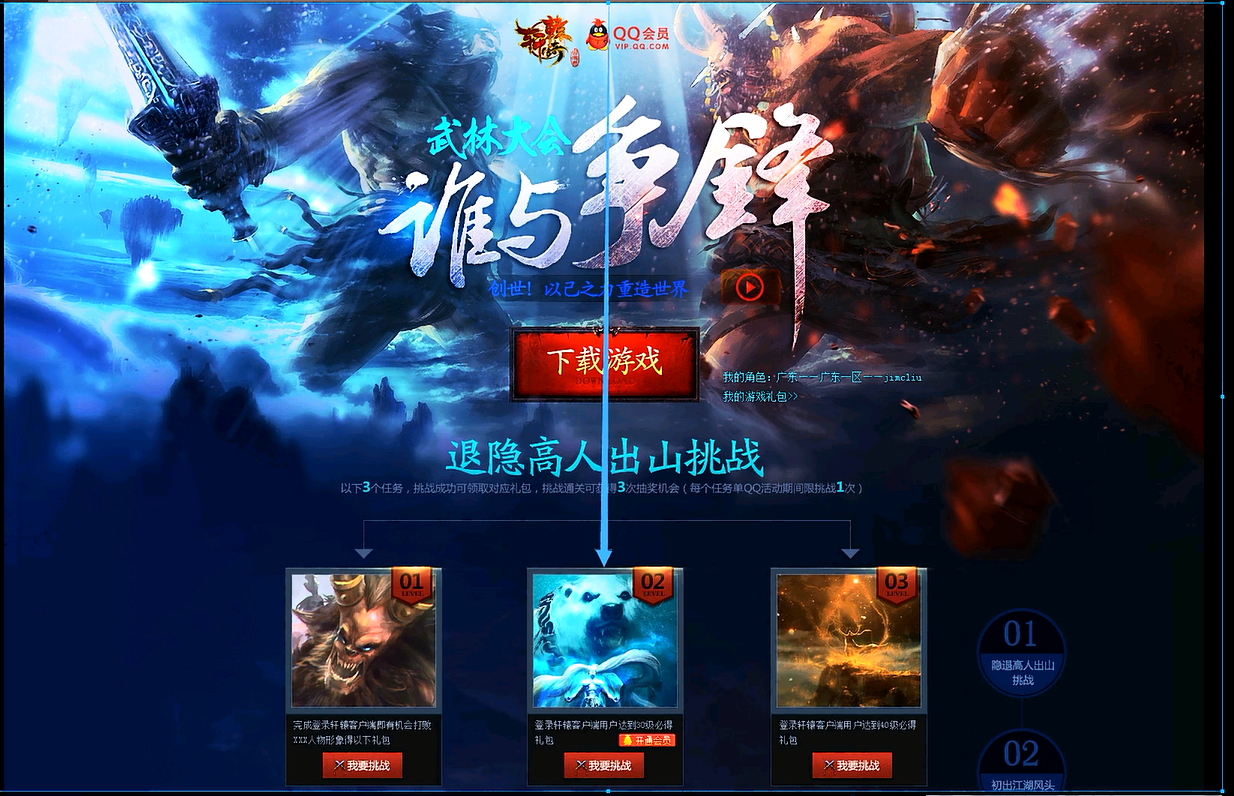 轩辕传奇
QQ会员
VIP.QQ.COM
武林大会
谁与争锋
创世！以己之力重造世界
下载游戏
DOWNLOAD
我的角色：广东一一广东一区一一jimcliu
我的游戏礼包>>
退隐高人出山挑战
以下3个任务，挑战成功可领取对应礼包，挑战通关可获得3次抽奖机会（每个任务单QQ活动期间限挑战1次）
01
LEVEL
02
LEVEL
03
LEVEL
完成登录轩辕客户端即有机会打败
XXX人物形象得以下礼包
我要挑战
登录轩辕客户端用户达到30级必得
礼包
开通会员
我要挑战
登录轩辕客户端用户达到40级必得
礼包
我要挑战
01
隐退高人出山
挑战
02
初出江湖风头